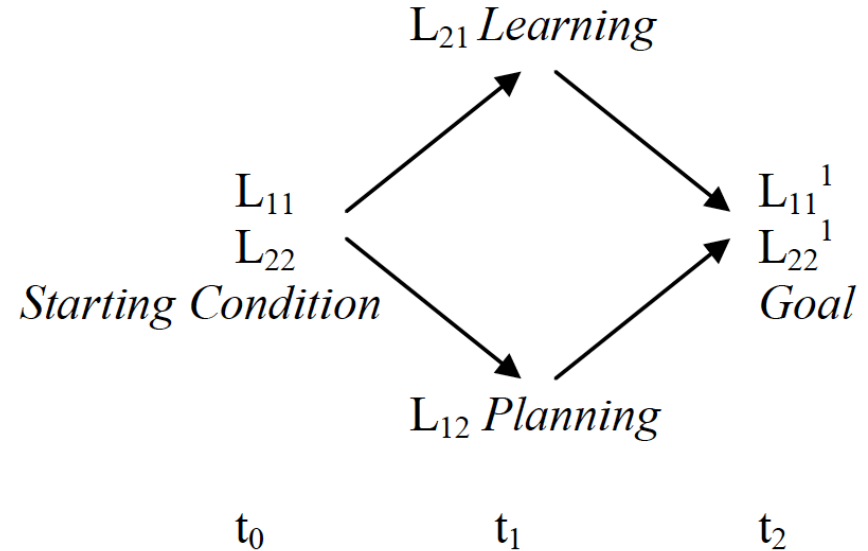 L₂₁ Learning
L₁₁ L₁₁¹
L₂₂ L₂₂¹
Starting Condition Goal
L₁₂ Planning
t₀ t₁ t₂